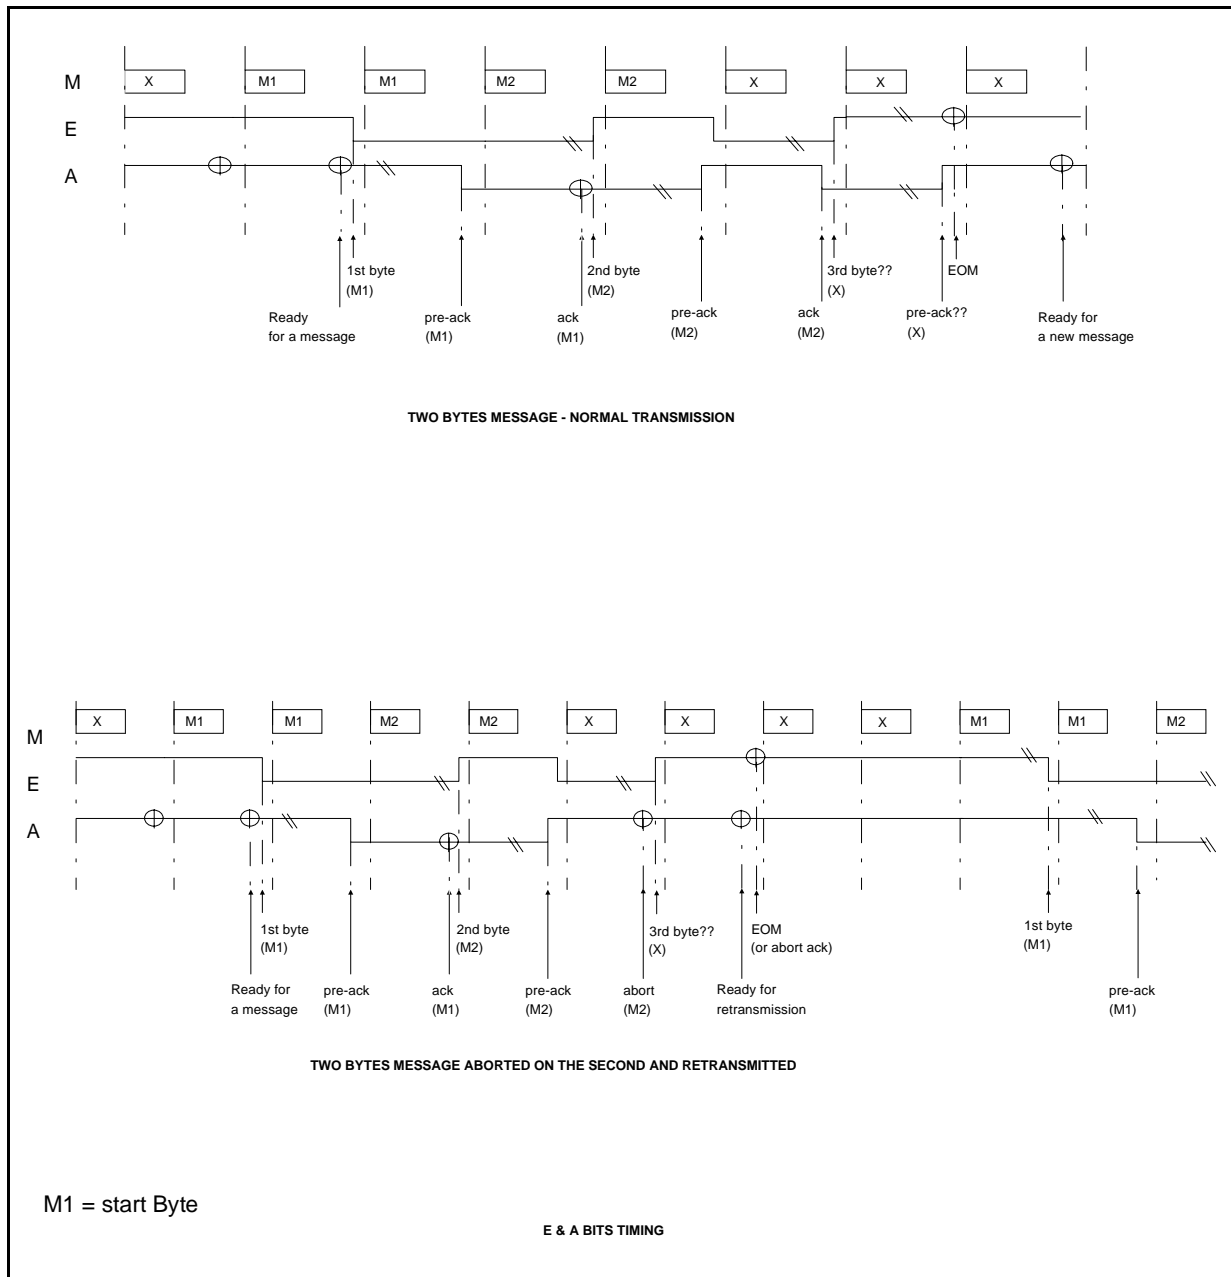 M X M1 M1 M2 M2 X X X
E
A
1st byte 2nd byte 3rd byte?? EOM
(M1) (M2) (X)
Ready pre-ack ack pre-ack ack pre-ack?? Ready for
for a message (M1) (M1) (M2) (M2) (X) a new message
TWO BYTES MESSAGE - NORMAL TRANSMISSION
X M1 M1 M2 M2 X X X X M1 M1 M2
M
E
A
1st byte 2nd byte 3rd byte?? EOM 1st byte
(M1) (M2) (X) (or abort ack) (M1)
Ready for pre-ack ack pre-ack abort Ready for pre-ack
a message (M1) (M1) (M2) (M2) retransmission (M1)
TWO BYTES MESSAGE ABORTED ON THE SECOND AND RETRANSMITTED
M1 = start Byte
E & A BITS TIMING